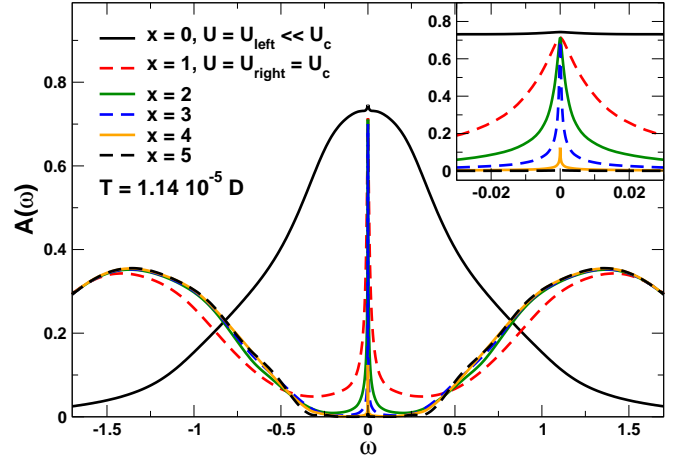 x = 0, U = U_left << U_c
x = 1, U = U_right = U_c
x = 2
x = 3
x = 4
x = 5
T = 1.14 10^-5 D
A(ω)
0.8
0.6
0.4
0.2
0
-1.5 -1 -0.5 0 0.5 1 1.5
ω
0.8
0.6
0.4
0.2
0
-0.02 0 0.02